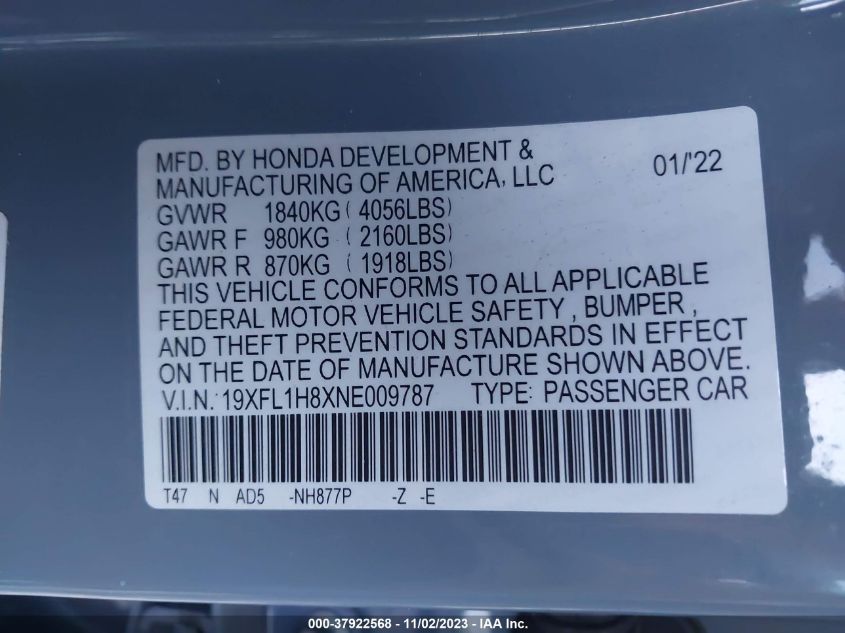 MFD. BY HONDA DEVELOPMENT &
MANUFACTURING OF AMERICA, LLC 01/'22
GVWR 1840KG ( 4056LBS)
GAWR F 980KG ( 2160LBS)
GAWR R 870KG ( 1918LBS)
THIS VEHICLE CONFORMS TO ALL APPLICABLE
FEDERAL MOTOR VEHICLE SAFETY , BUMPER ,
AND THEFT PREVENTION STANDARDS IN EFFECT
ON THE DATE OF MANUFACTURE SHOWN ABOVE.
V.I.N. : 19XFL1H8XNE009787 TYPE: PASSENGER CAR
T47 N AD5 -NH877P -Z -E
000-37922568 - 11/02/2023 - IAA Inc.